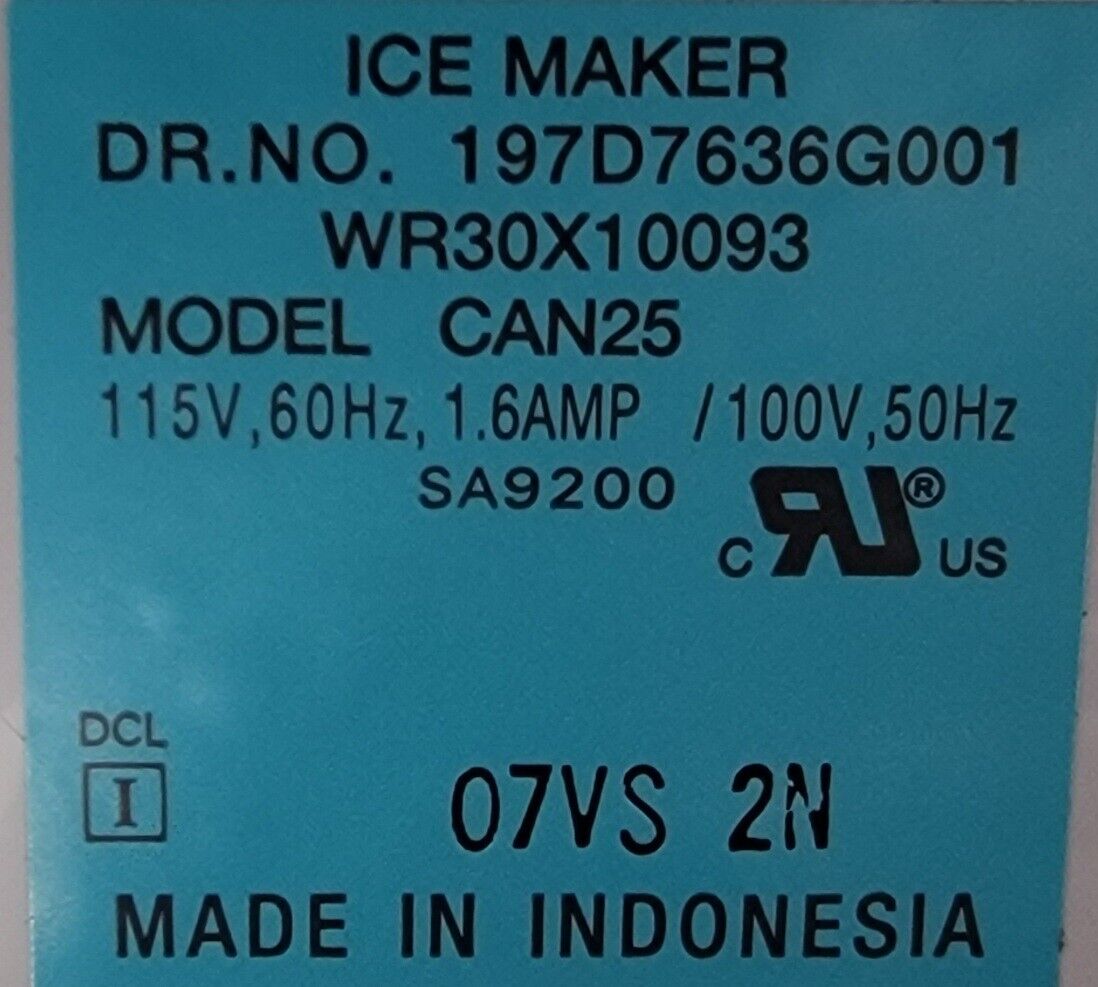 ICE MAKER
DR.NO. 197D7636G001
WR30X10093
MODEL CAN25
115V,60Hz,1.6AMP /100V,50Hz
SA9200
C RU® US
DCL
I
07VS 2N
MADE IN INDONESIA